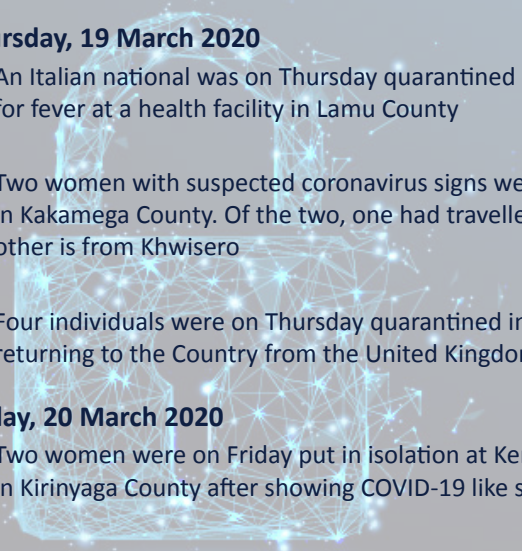 rsday, 19 March 2020
An Italian national was on Thursday quarantined
for fever at a health facility in Lamu County
Two women with suspected coronavirus signs we
n Kakamega County. Of the two, one had travelle
other is from Khwisero
Four individuals were on Thursday quarantined in
returning to the Country from the United Kingdo
day, 20 March 2020
Two women were on Friday put in isolation at Ke
n Kirinyaga County after showing COVID-19 like s